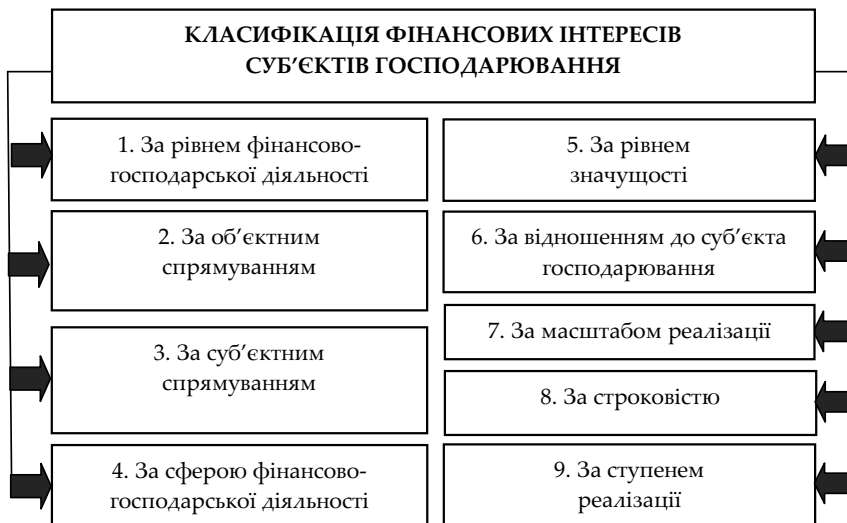 КЛАСИФІКАЦІЯ ФІНАНСОВИХ ІНТЕРЕСІВ
СУБ’ЄКТІВ ГОСПОДАРЮВАННЯ
1. За рівнем фінансово-
господарської діяльності
2. За об’єктним
спрямуванням
3. За суб’єктним
спрямуванням
4. За сферою фінансово-
господарської діяльності
5. За рівнем
значущості
6. За відношенням до суб’єкта
господарювання
7. За масштабом реалізації
8. За строковістю
9. За ступенем
реалізації